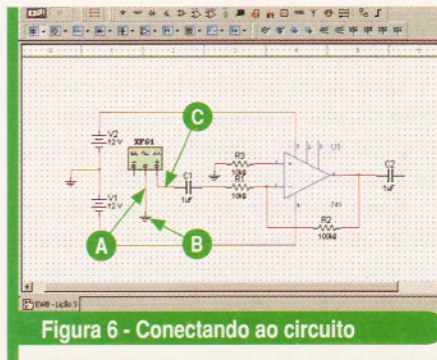 V2
12 V
XFG1
C
R3
10kΩ
U1
C2
C1
R1
1uF
1uF
10kΩ
741
V1
12 V
R2
100kΩ
A
B
EWB - Lição 3
Figura 6 - Conectando ao circuito